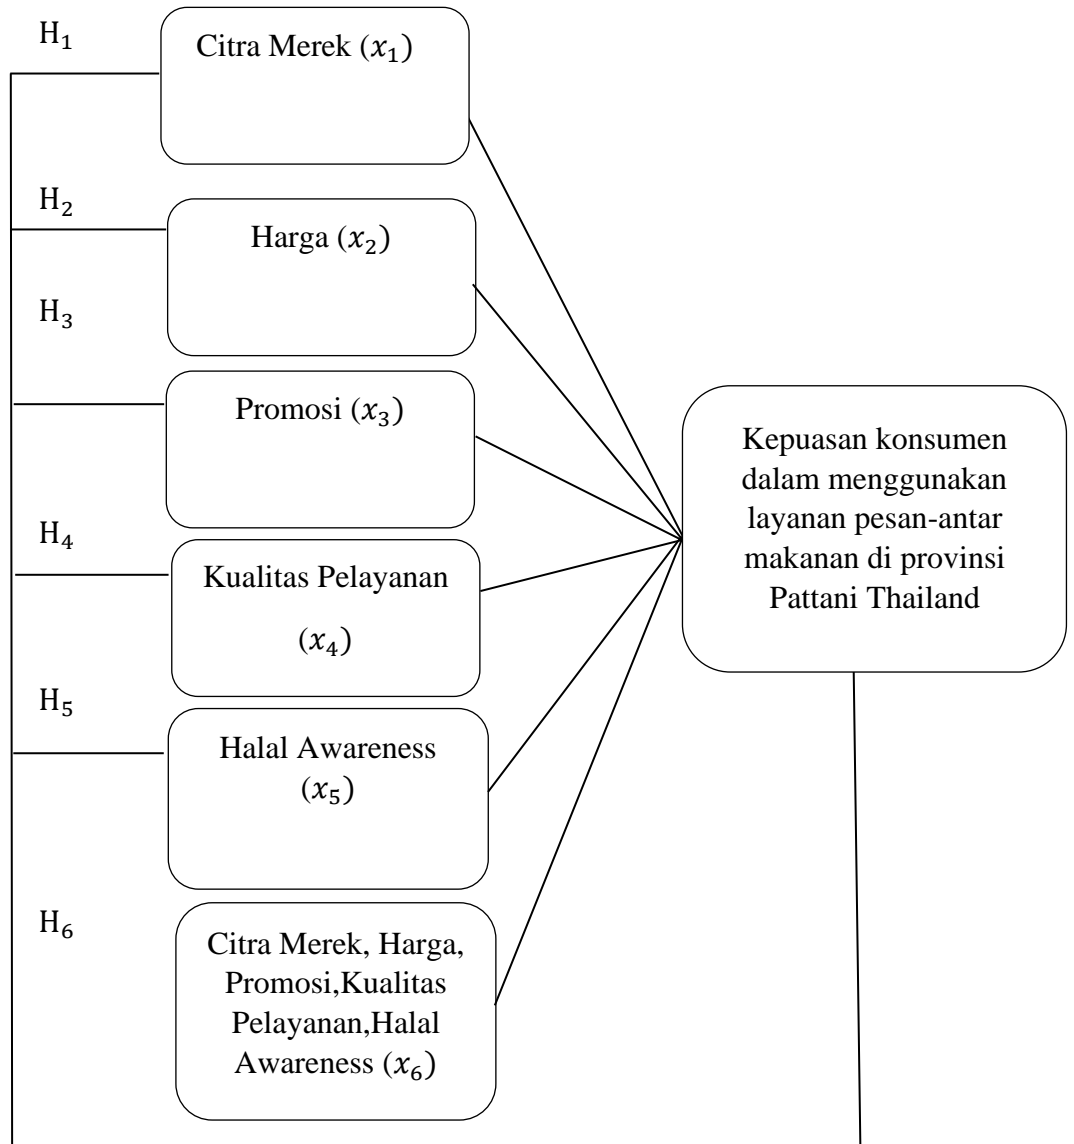 H₁
Citra Merek (𝑥₁)
H₂
Harga (𝑥₂)
H₃
Promosi (𝑥₃)
H₄
Kualitas Pelayanan
(𝑥₄)
H₅
Halal Awareness
(𝑥₅)
H₆
Citra Merek, Harga,
Promosi,Kualitas
Pelayanan,Halal
Awareness (𝑥₆)
Kepuasan konsumen
dalam menggunakan
layanan pesan-antar
makanan di provinsi
Pattani Thailand